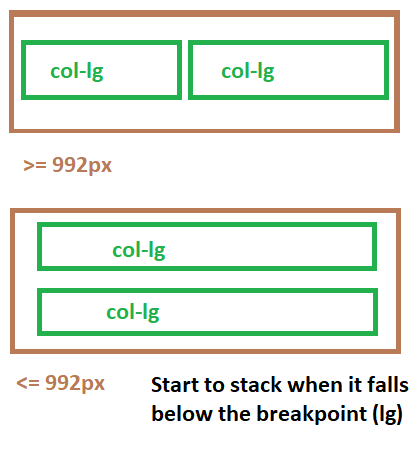 col-lg col-lg
>= 992px
col-lg
col-lg
<= 992px
Start to stack when it falls
below the breakpoint (lg)